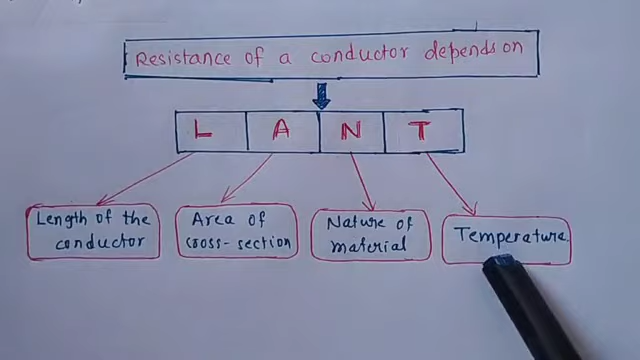 Resistance of a conductor depends on
L A N T
Length of the conductor
Area of cross-section
Nature of material
Temperature.